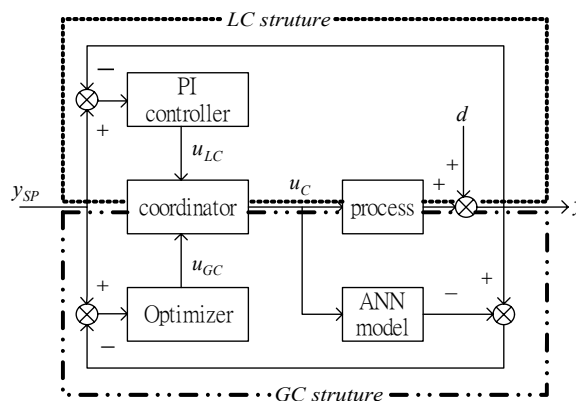 LC struture
−
PI
controller
+
d
u_LC
+
y_SP
coordinator
u_C
+
process
y
u_GC
+
Optimizer
−
ANN
model
−
+
GC struture